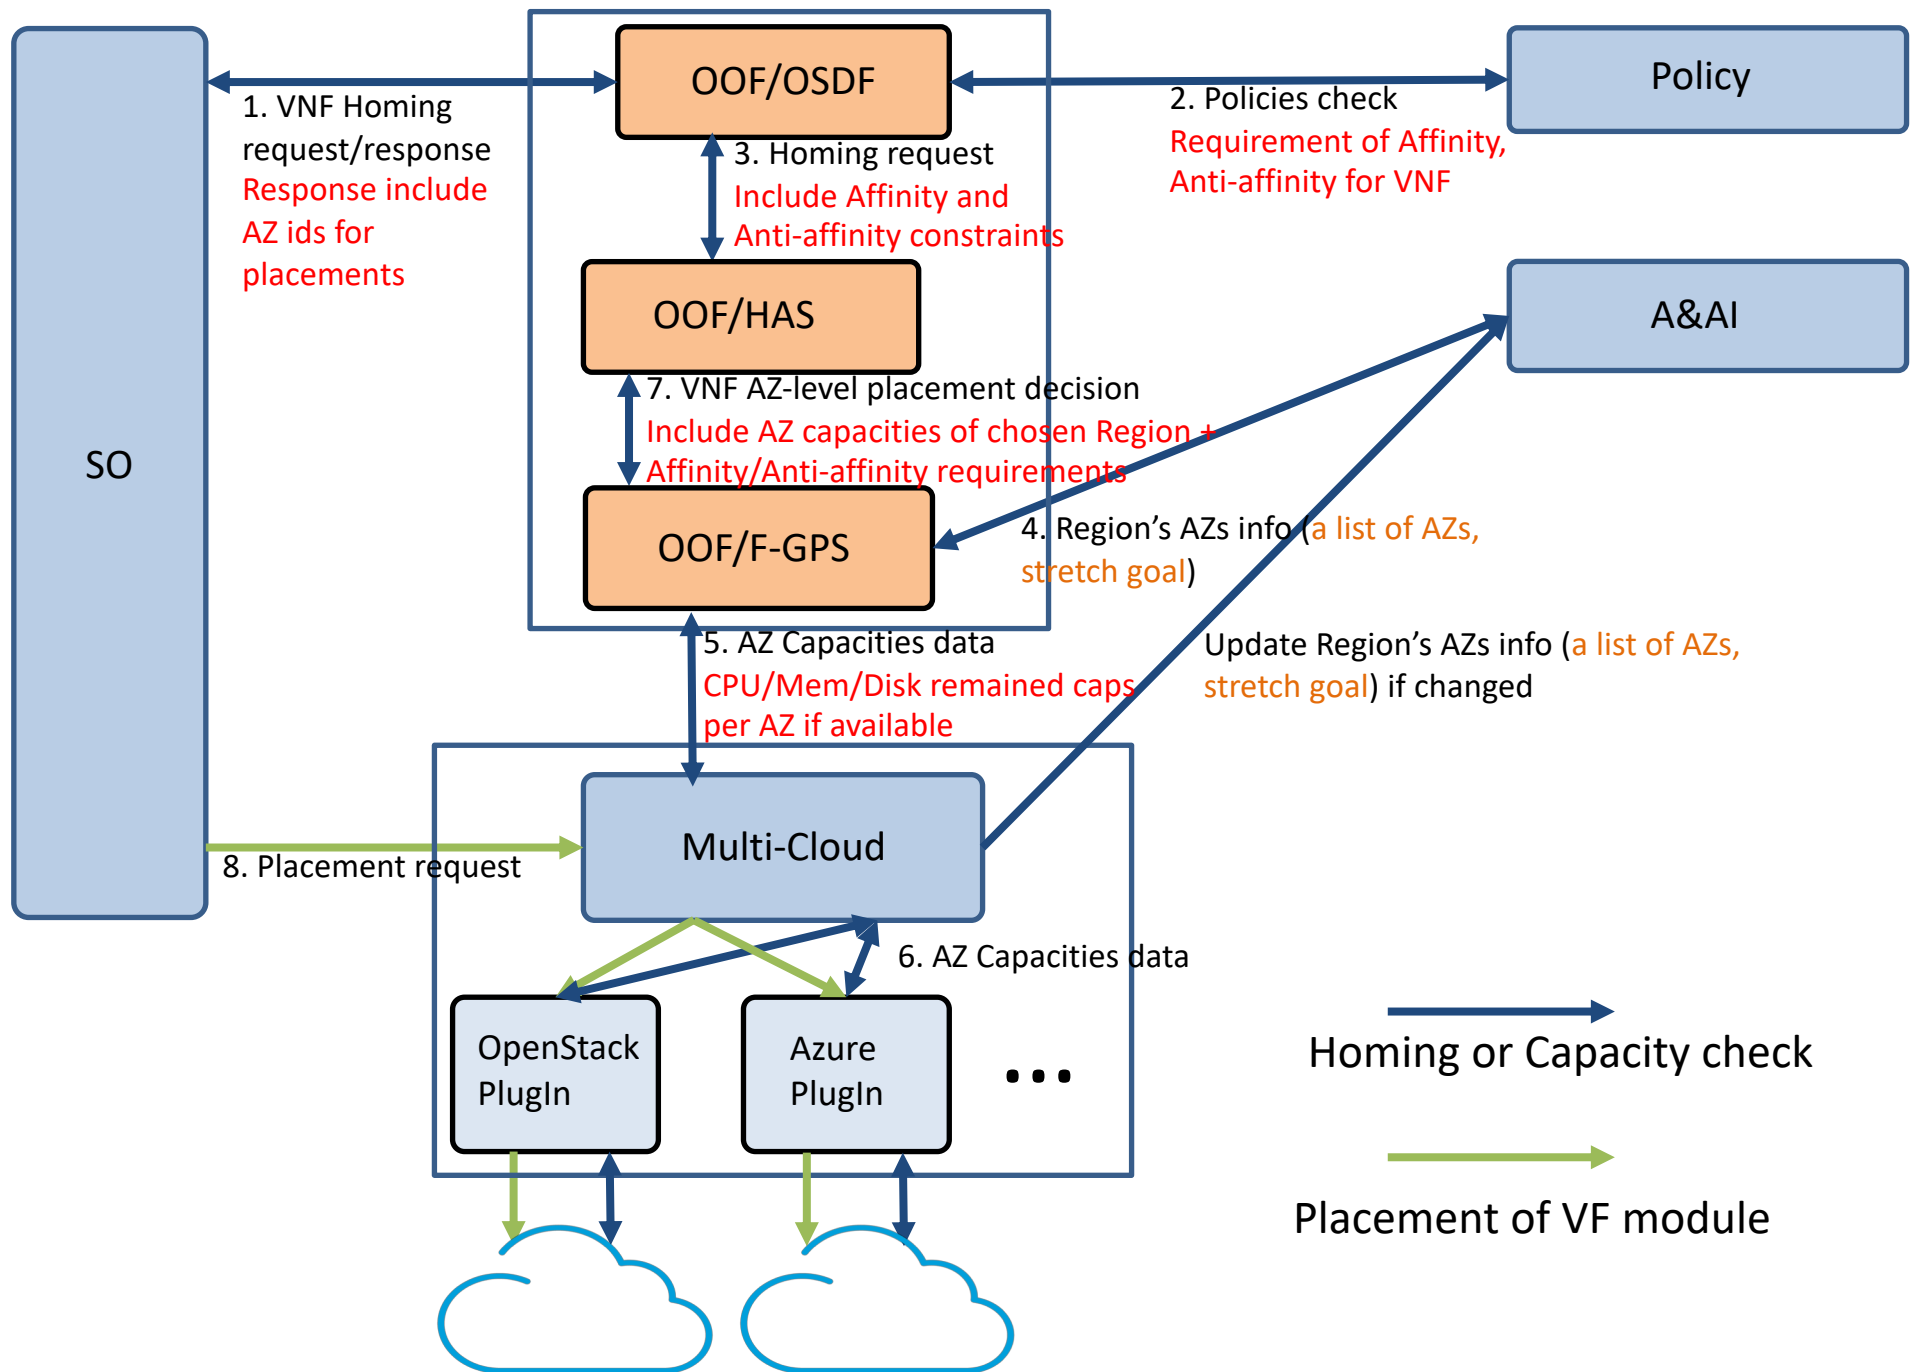 OOF/OSDF
Policy
1. VNF Homing
request/response
Response include
AZ ids for
placements
2. Policies check
Requirement of Affinity,
Anti-affinity for VNF
3. Homing request
Include Affinity and
Anti-affinity constraints
OOF/HAS
A&AI
7. VNF AZ-level placement decision
Include AZ capacities of chosen Region +
Affinity/Anti-affinity requirements
SO
OOF/F-GPS
4. Region’s AZs info (a list of AZs,
stretch goal)
5. AZ Capacities data
CPU/Mem/Disk remained caps
per AZ if available
Update Region’s AZs info (a list of AZs,
stretch goal) if changed
Multi-Cloud
8. Placement request
6. AZ Capacities data
OpenStack
PlugIn
Azure
PlugIn
...
Homing or Capacity check
Placement of VF module